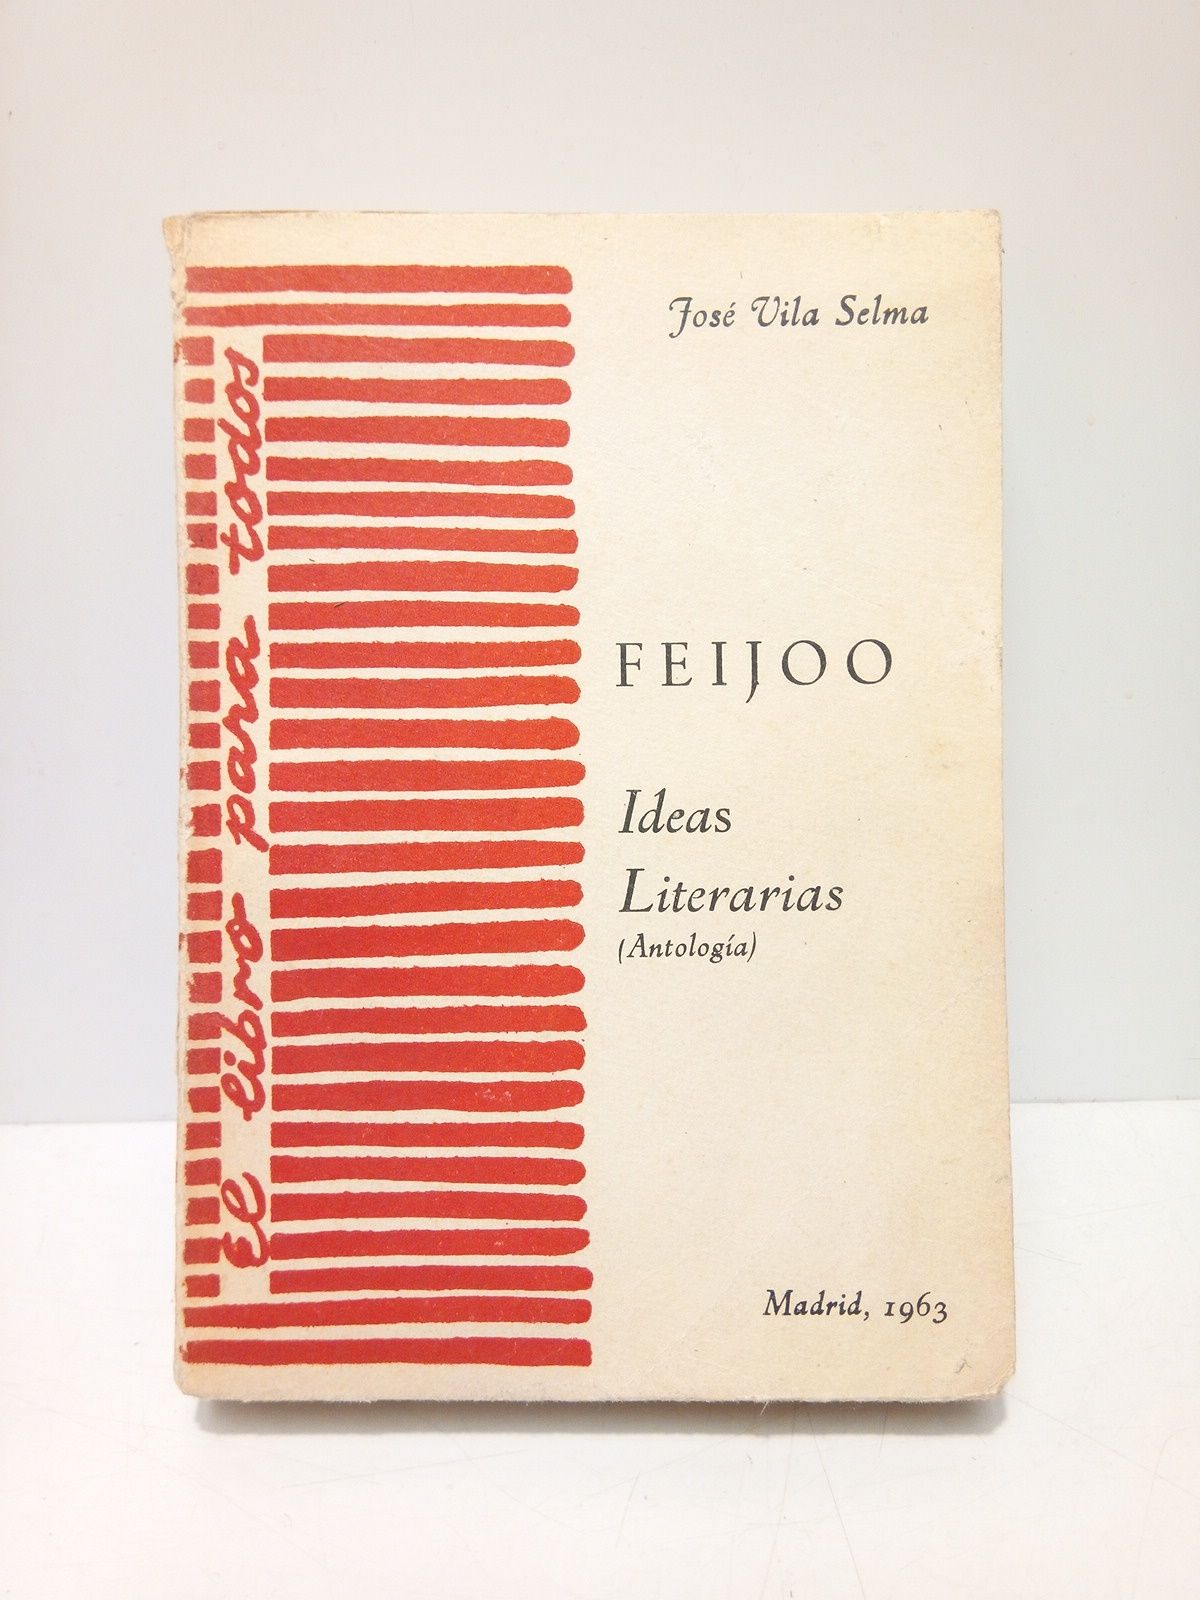 José Vila Selma
El libro para todos
FEIJOO
Ideas
Literarias
(Antología)
Madrid, 1963